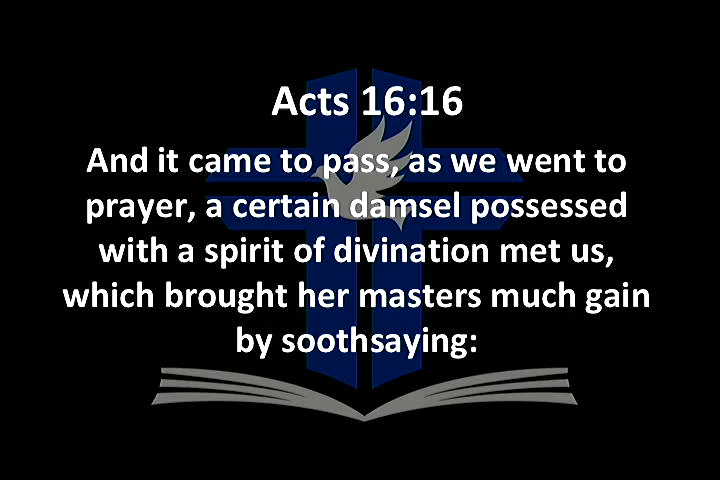 Acts 16:16
And it came to pass, as we went to
prayer, a certain damsel possessed
with a spirit of divination met us,
which brought her masters much gain
by soothsaying: